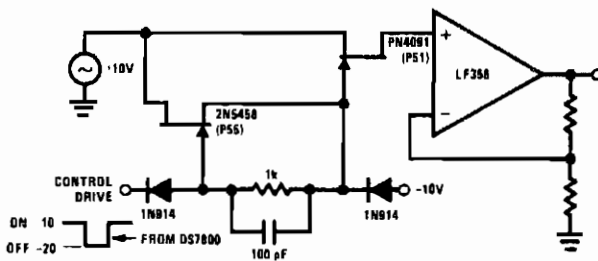 PN4091
(P51)
+
LF356
-
·10V
2N5458
(P55)
1k
CONTROL
DRIVE
-10V
1N914
1N914
100 pF
ON 10
OFF -20
FROM DS7800